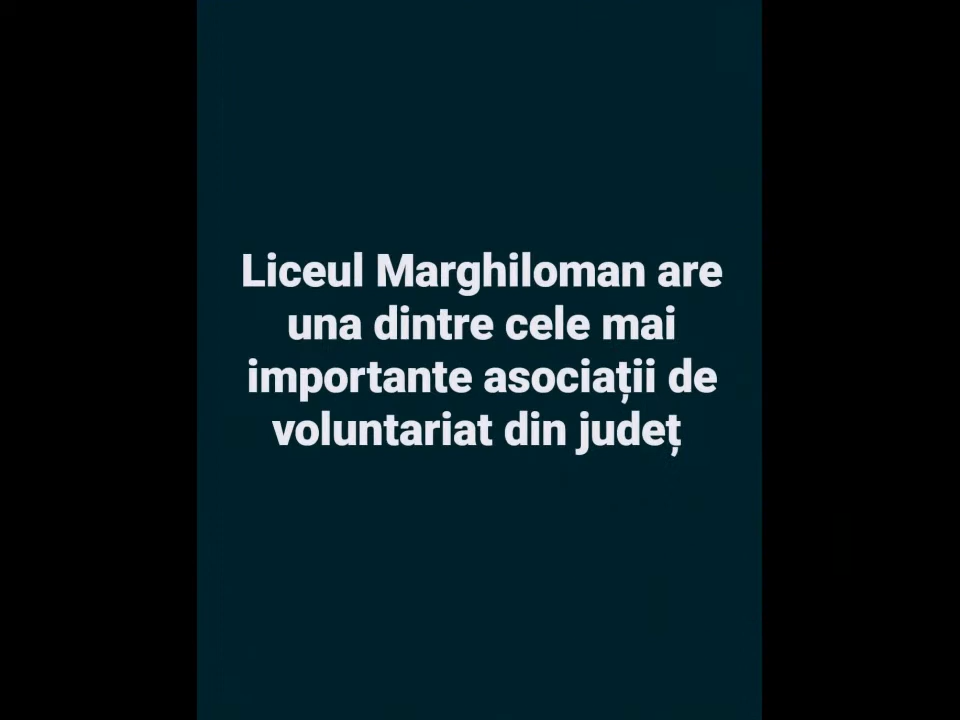 Liceul Marghiloman are
una dintre cele mai
importante asociații de
voluntariat din județ